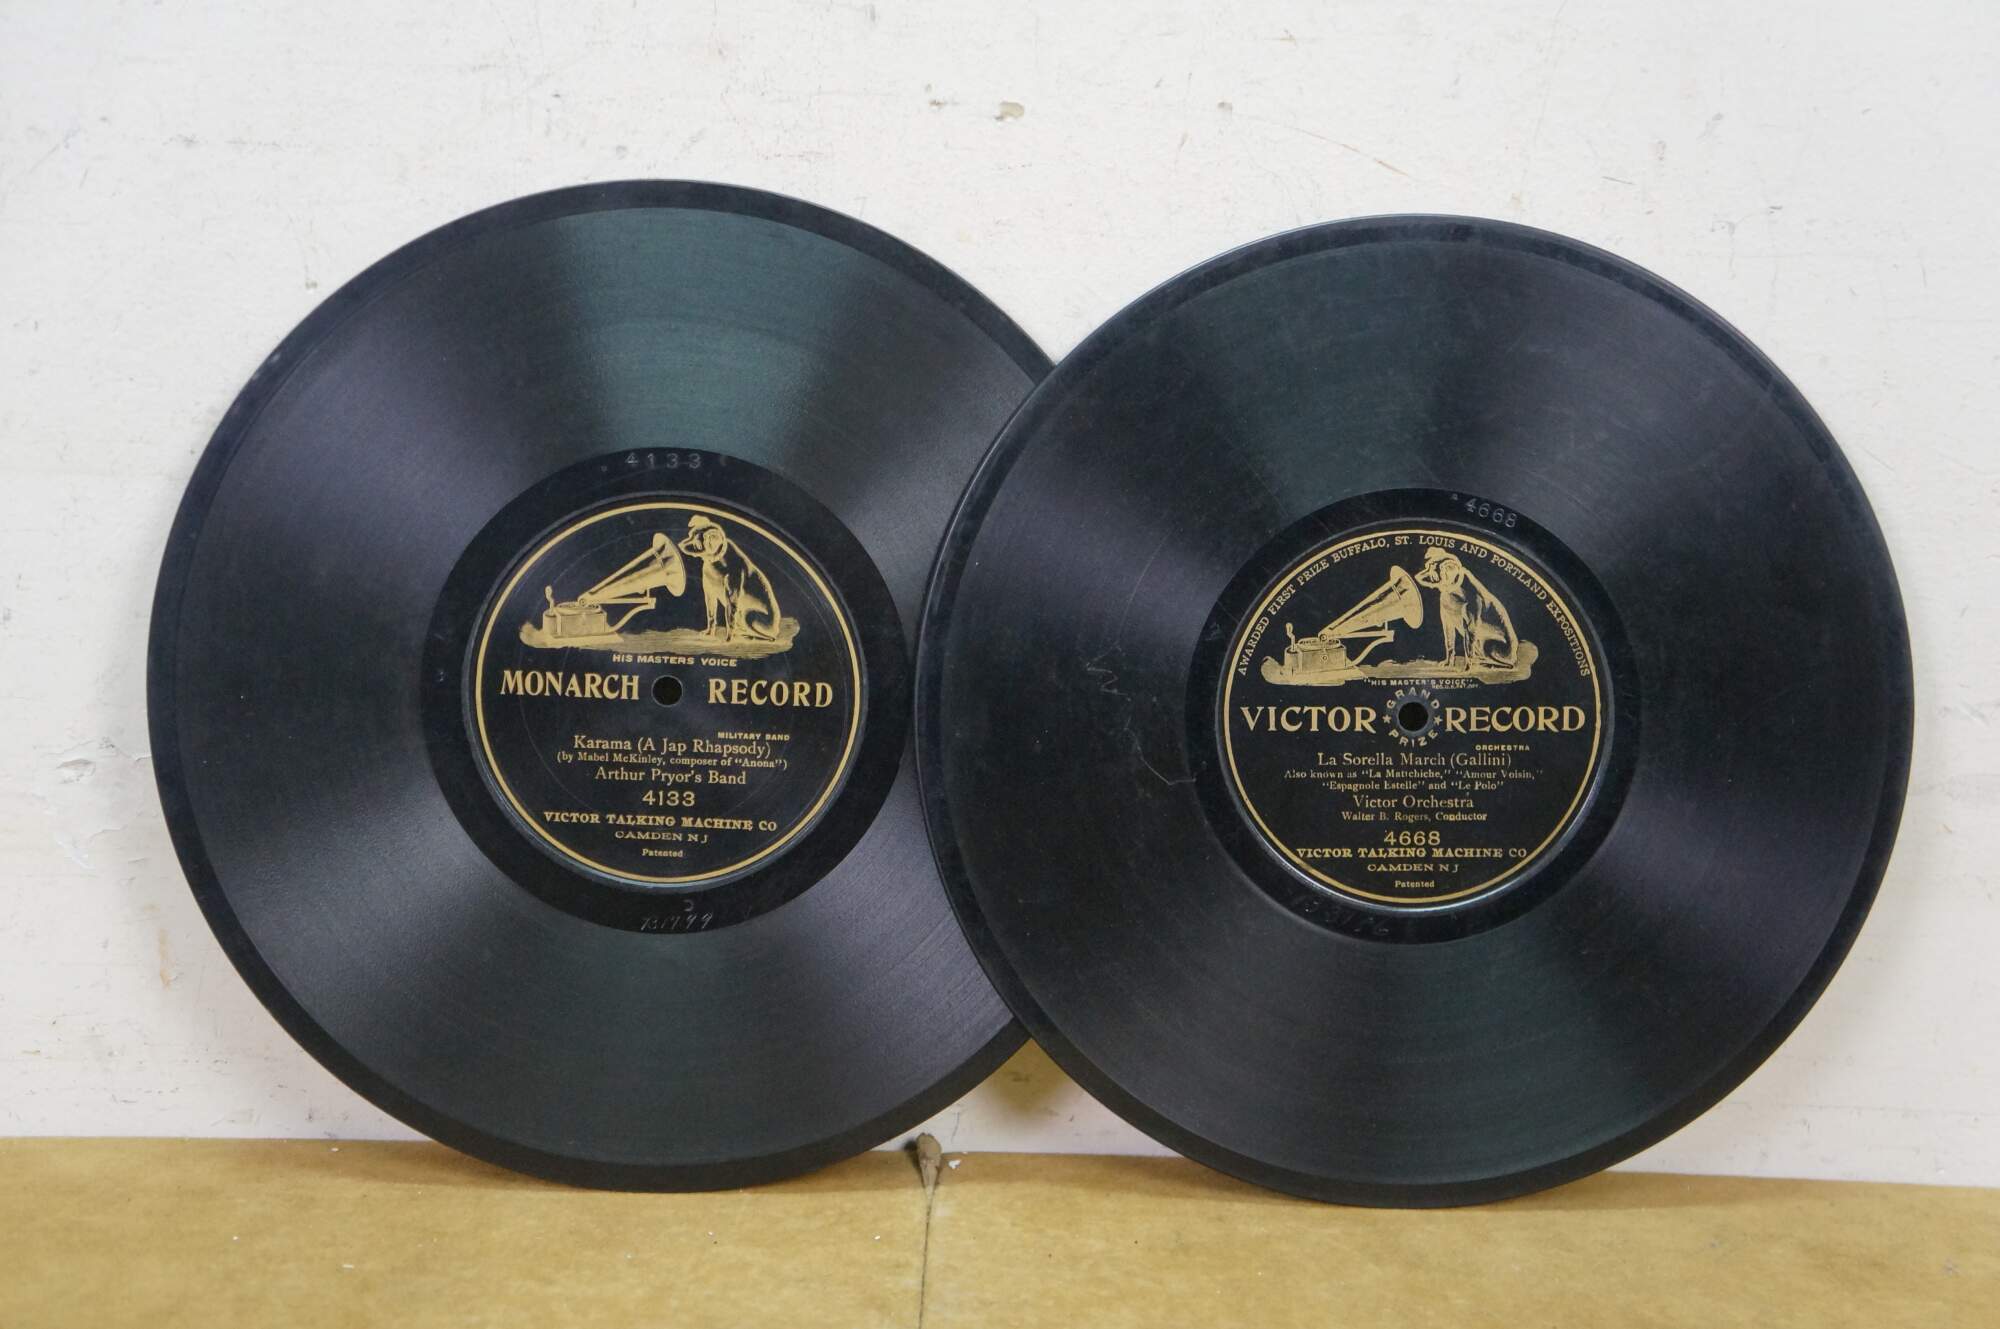 4133
HIS MASTERS VOICE
MONARCH RECORD
MILITARY BAND
Karama (A Jap Rhapsody)
(by Mabel McKinley, composer of "Anona")
Arthur Pryor's Band
4133
VICTOR TALKING MACHINE CO
CAMDEN N J
Patented
4668
AWARDED FIRST PRIZE BUFFALO, ST. LOUIS AND PORTLAND EXPOSITIONS
"HIS MASTER'S VOICE"
GRAND PRIZE
VICTOR RECORD
ORCHESTRA
La Sorella March (Gallini)
Also known as "La Mattchiche," "Amour Voisin,"
"Espagnole Estelle" and "Le Polo"
Victor Orchestra
Walter B. Rogers, Conductor
4668
VICTOR TALKING MACHINE CO
CAMDEN N J
Patented